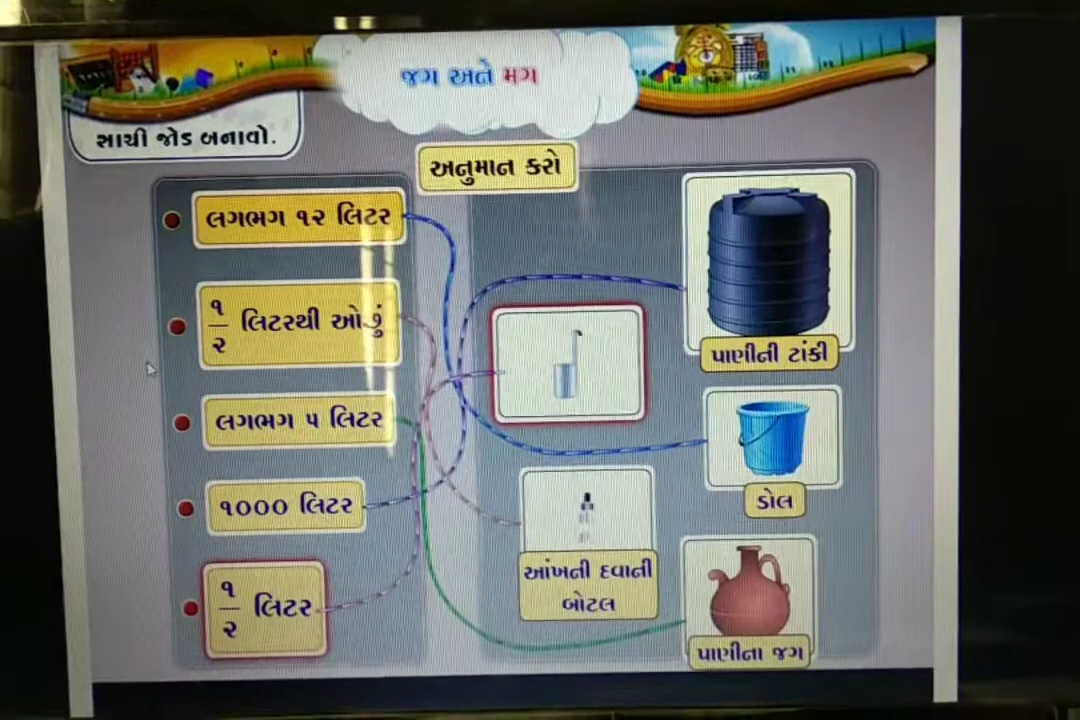 જગ અને મગ
સાચી જોડ બનાવો.
અનુમાન કરો
લગભગ ૧૨ લિટર
૧/૨ લિટરથી ઓછું
લગભગ ૫ લિટર
૧૦૦૦ લિટર
૧/૨ લિટર
પાણીની ટાંકી
ડોલ
આંખની દવાની
બોટલ
પાણીના જગ